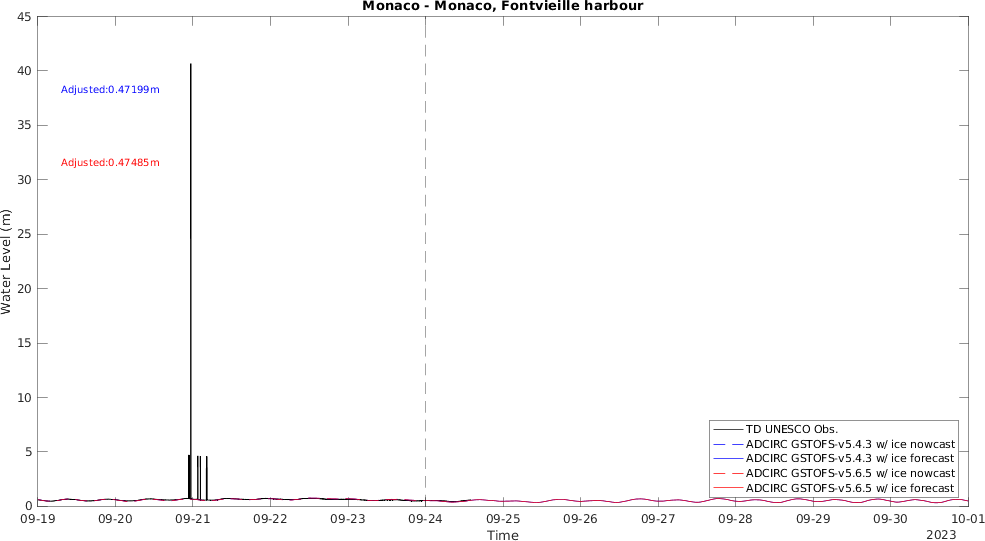 Monaco - Monaco, Fontvieille harbour
45
40
35
30
25
20
15
10
5
0
Water Level (m)
Adjusted:0.47199m
Adjusted:0.47485m
TD UNESCO Obs.
ADCIRC GSTOFS-v5.4.3 w/ ice nowcast
ADCIRC GSTOFS-v5.4.3 w/ ice forecast
ADCIRC GSTOFS-v5.6.5 w/ ice nowcast
ADCIRC GSTOFS-v5.6.5 w/ ice forecast
09-19 09-20 09-21 09-22 09-23 09-24 09-25 09-26 09-27 09-28 09-29 09-30 10-01
Time
2023